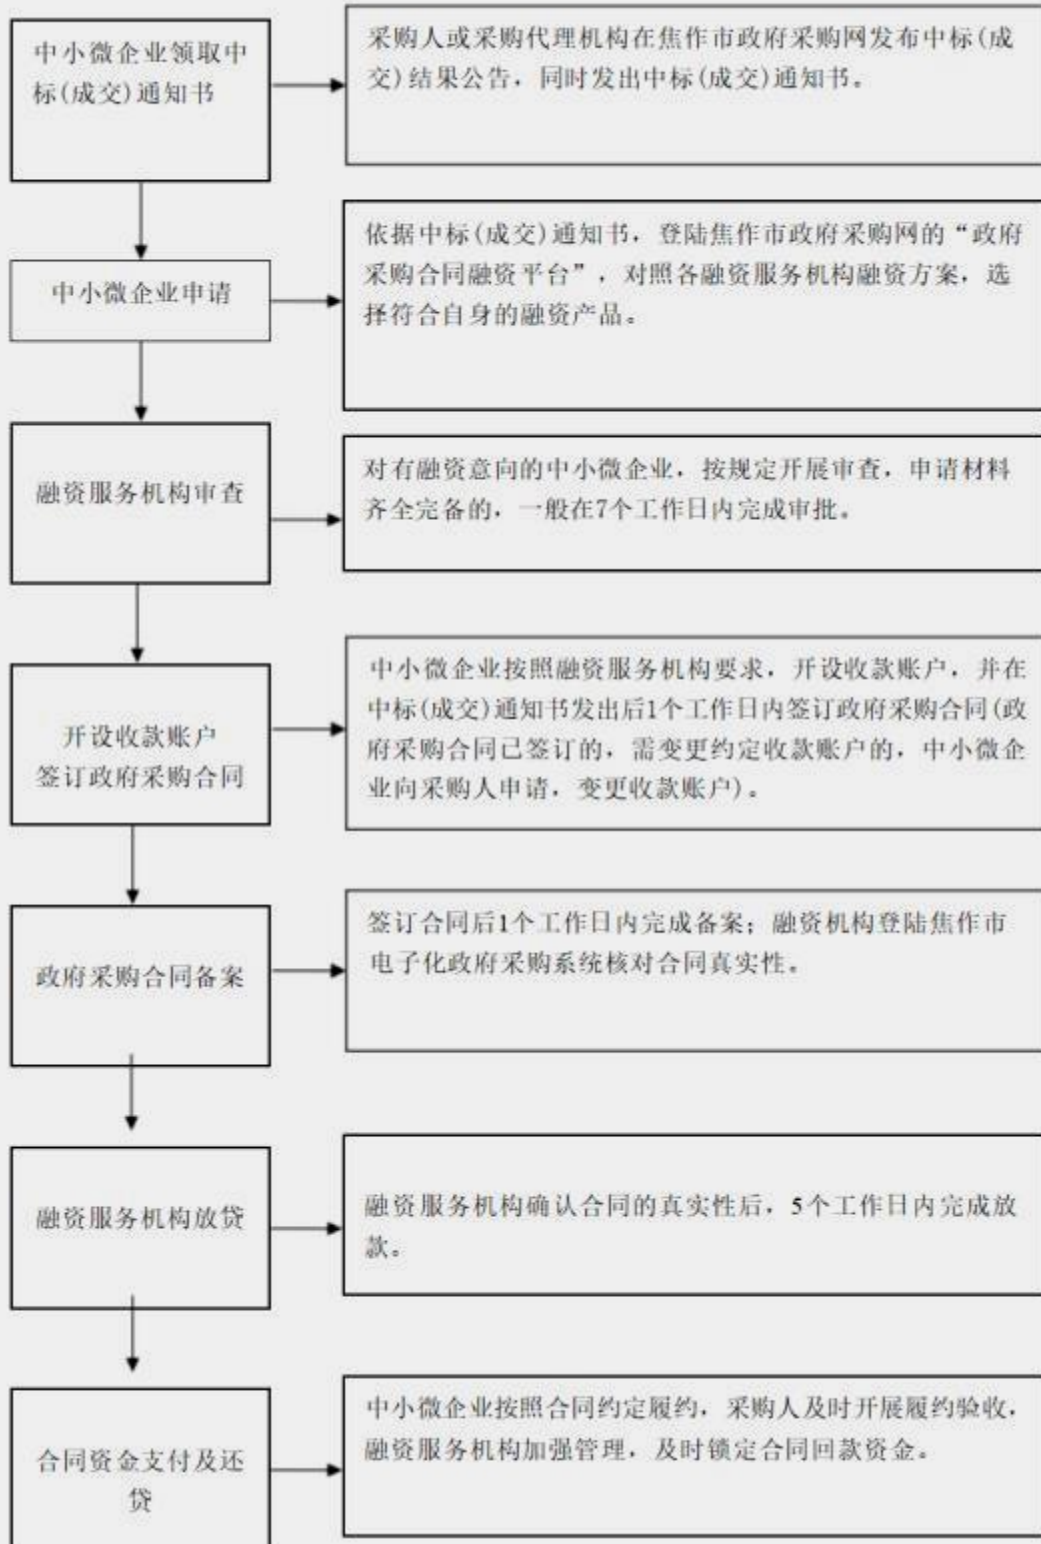 中小微企业领取中
标(成交)通知书
采购人或采购代理机构在焦作市政府采购网发布中标(成
交)结果公告，同时发出中标(成交)通知书。
中小微企业申请
依据中标(成交)通知书，登陆焦作市政府采购网的“政府
采购合同融资平台”，对照各融资服务机构融资方案，选
择符合自身的融资产品。
融资服务机构审查
对有融资意向的中小微企业，按规定开展审查，申请材料
齐全完备的，一般在7个工作日内完成审批。
开设收款账户
签订政府采购合同
中小微企业按照融资服务机构要求，开设收款账户，并在
中标(成交)通知书发出后1个工作日内签订政府采购合同(政
府采购合同已签订的，需变更约定收款账户的，中小微企
业向采购人申请，变更收款账户)。
政府采购合同备案
签订合同后1个工作日内完成备案；融资机构登陆焦作市
电子化政府采购系统核对合同真实性。
融资服务机构放贷
融资服务机构确认合同的真实性后，5个工作日内完成放
款。
合同资金支付及还
贷
中小微企业按照合同约定履约，采购人及时开展履约验收，
融资服务机构加强管理，及时锁定合同回款资金。